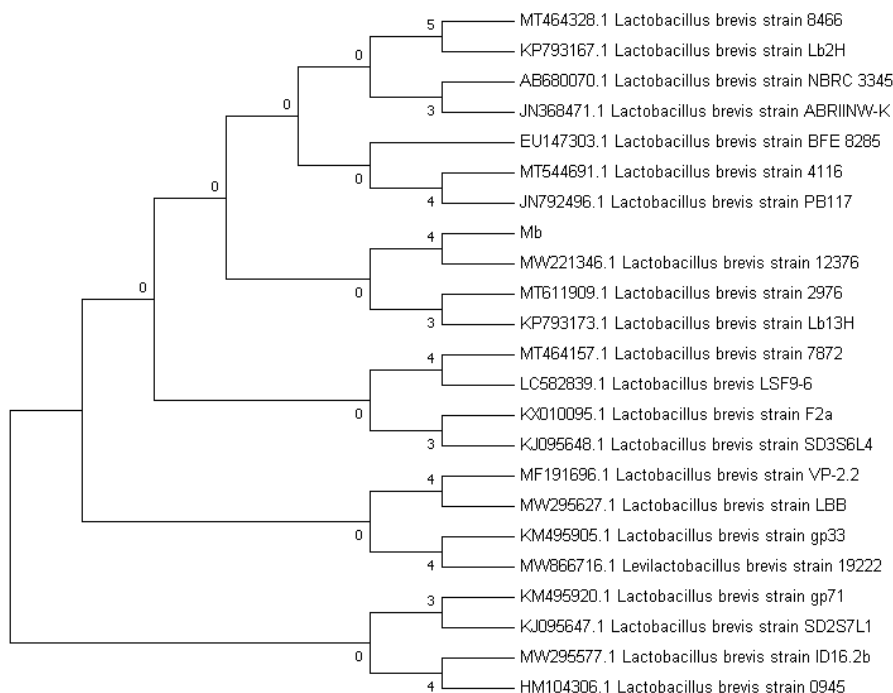 5
MT464328.1 Lactobacillus brevis strain 8466
0
KP793167.1 Lactobacillus brevis strain Lb2H
AB680070.1 Lactobacillus brevis strain NBRC 3345
0
3
JN368471.1 Lactobacillus brevis strain ABRIINW-K
EU147303.1 Lactobacillus brevis strain BFE 8285
0
MT544691.1 Lactobacillus brevis strain 4116
0
4
JN792496.1 Lactobacillus brevis strain PB117
4
Mb
MW221346.1 Lactobacillus brevis strain 12376
0
0
MT611909.1 Lactobacillus brevis strain 2976
3
KP793173.1 Lactobacillus brevis strain Lb13H
4
MT464157.1 Lactobacillus brevis strain 7872
LC582839.1 Lactobacillus brevis LSF9-6
0
KX010095.1 Lactobacillus brevis strain F2a
3
KJ095648.1 Lactobacillus brevis strain SD3S6L4
4
MF191696.1 Lactobacillus brevis strain VP-2.2
MW295627.1 Lactobacillus brevis strain LBB
0
KM495905.1 Lactobacillus brevis strain gp33
4
MW866716.1 Levilactobacillus brevis strain 19222
3
KM495920.1 Lactobacillus brevis strain gp71
KJ095647.1 Lactobacillus brevis strain SD2S7L1
0
MW295577.1 Lactobacillus brevis strain ID16.2b
4
HM104306.1 Lactobacillus brevis strain 0945